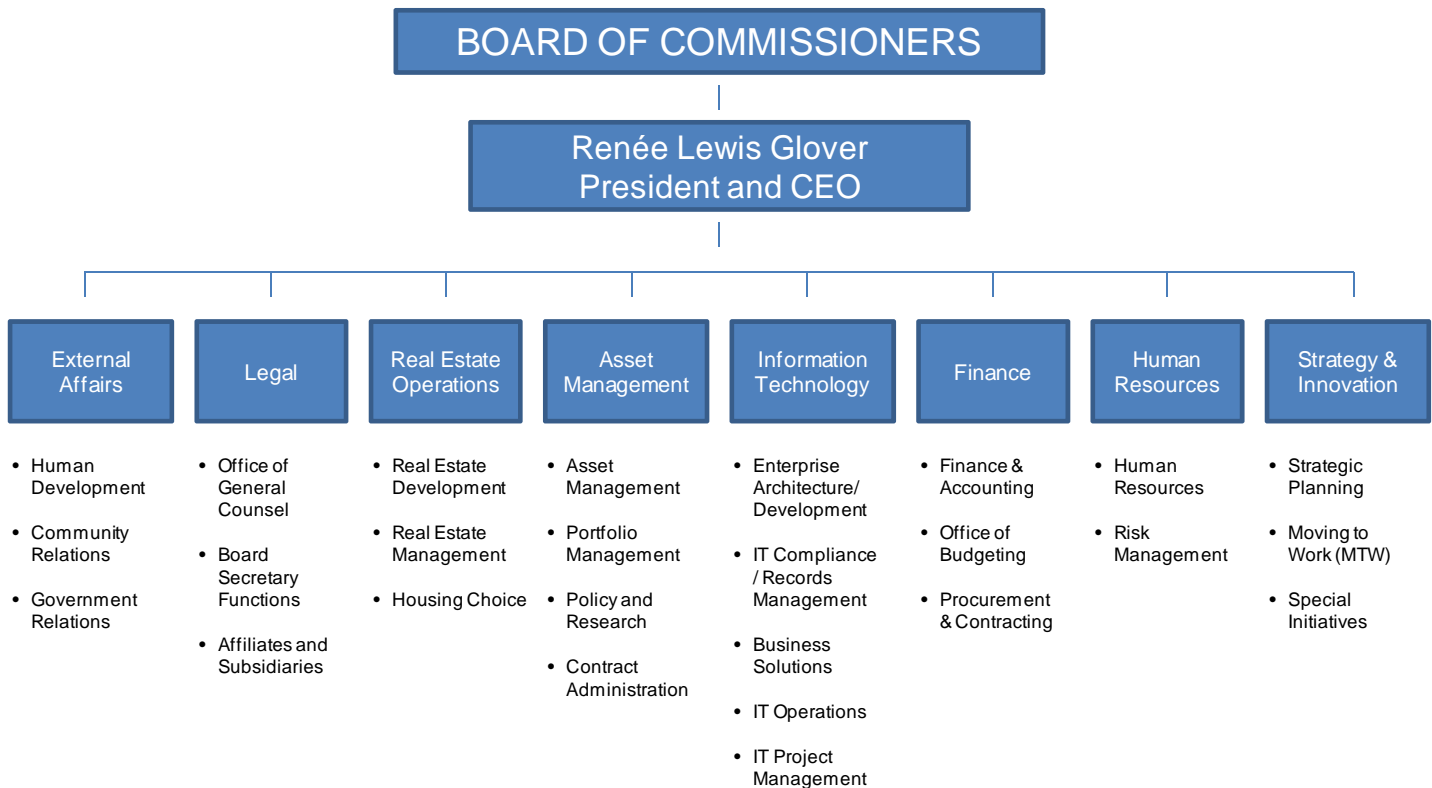 BOARD OF COMMISSIONERS
Renée Lewis Glover
President and CEO
External
Affairs
Legal
Real Estate
Operations
Asset
Management
Information
Technology
Finance
Human
Resources
Strategy &
Innovation
• Human
Development
• Community
Relations
• Government
Relations
• Office of
General
Counsel
• Board
Secretary
Functions
• Affiliates and
Subsidiaries
• Real Estate
Development
• Real Estate
Management
• Housing Choice
• Asset
Management
• Portfolio
Management
• Policy and
Research
• Contract
Administration
• Enterprise
Architecture/
Development
• IT Compliance
/ Records
Management
• Business
Solutions
• IT Operations
• IT Project
Management
• Finance &
Accounting
• Office of
Budgeting
• Procurement
& Contracting
• Human
Resources
• Risk
Management
• Strategic
Planning
• Moving to
Work (MTW)
• Special
Initiatives